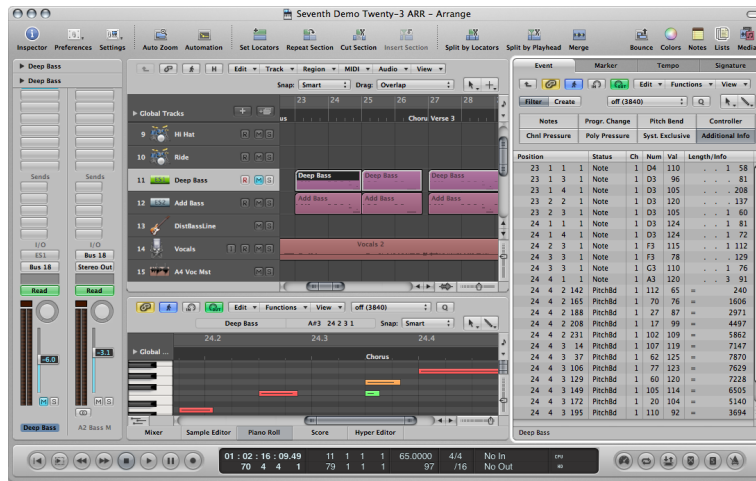 Seventh Demo Twenty-3 ARR - Arrange
Inspector Preferences Settings Auto Zoom Automation Set Locators Repeat Section Cut Section Insert Section Split by Locators Split by Playhead Merge Bounce Colors Notes Lists Media
Deep Bass
Deep Bass
Sends Sends
I/O I/O
ES1 Bus 18
Bus 18 Stereo Out
Read Read
-6.0 -3.1
M S M S
Deep Bass A2 Bass M
H Edit Track Region MIDI Audio View
Snap: Smart Drag: Overlap
Global Tracks
23 24 25 26 27 28
us Choru Verse 3
9 Hi Hat R M S
10 Ride R M S
11 ES1 Deep Bass R M S Deep Bass Deep Bass Deep Bass
12 ES2 Add Bass R M S Add Bass Add Bass Add Bass
13 DistBassLine M S
14 Vocals I R M S Vocals 2
15 A4 Voc Mst M S
OUT Edit Functions View off (3840) Q
Deep Bass A#3 24 2 3 1 Snap: Smart
Global ...
24.2 24.3 24.4
Chorus
Mixer Sample Editor Piano Roll Score Hyper Editor
Event Marker Tempo Signature
OUT Edit Functions View
Filter Create off (3840) Q
Notes Progr. Change Pitch Bend Controller
Chnl Pressure Poly Pressure Syst. Exclusive Additional Info
Position Status Ch Num Val Length/Info
23 1 1 1 Note 1 D4 110 . . 1 58
23 1 3 1 Note 1 D3 96 . . . 81
23 1 4 1 Note 1 D3 105 . . . 208
23 2 2 1 Note 1 D3 120 . . . 137
23 2 3 1 Note 1 D3 105 . . 1 60
24 1 1 1 Note 1 D3 124 . . 1 81
24 1 4 1 Note 1 D3 124 . . 1 72
24 2 3 1 Note 1 F3 115 . . 1 112
24 3 1 1 Note 1 F3 78 . . . 129
24 3 3 1 Note 1 G3 110 . . 1 76
24 4 1 1 Note 1 A3 120 . . 3 91
24 4 2 142 PitchBd 1 112 65 = 240
24 4 2 165 PitchBd 1 70 76 = 1606
24 4 2 188 PitchBd 1 27 87 = 2971
24 4 2 208 PitchBd 1 17 99 = 4497
24 4 2 231 PitchBd 1 102 109 = 5862
24 4 3 14 PitchBd 1 107 119 = 7147
24 4 3 37 PitchBd 1 62 125 = 7870
24 4 3 106 PitchBd 1 77 123 = 7629
24 4 3 129 PitchBd 1 60 120 = 7228
24 4 3 149 PitchBd 1 105 114 = 6505
24 4 3 172 PitchBd 1 20 104 = 5140
24 4 3 195 PitchBd 1 110 92 = 3694
Deep Bass
01 : 02 : 16 : 09.49 11 1 1 1 65.0000 4/4 No In CPU
70 4 4 1 79 1 1 1 97 /16 No Out HD